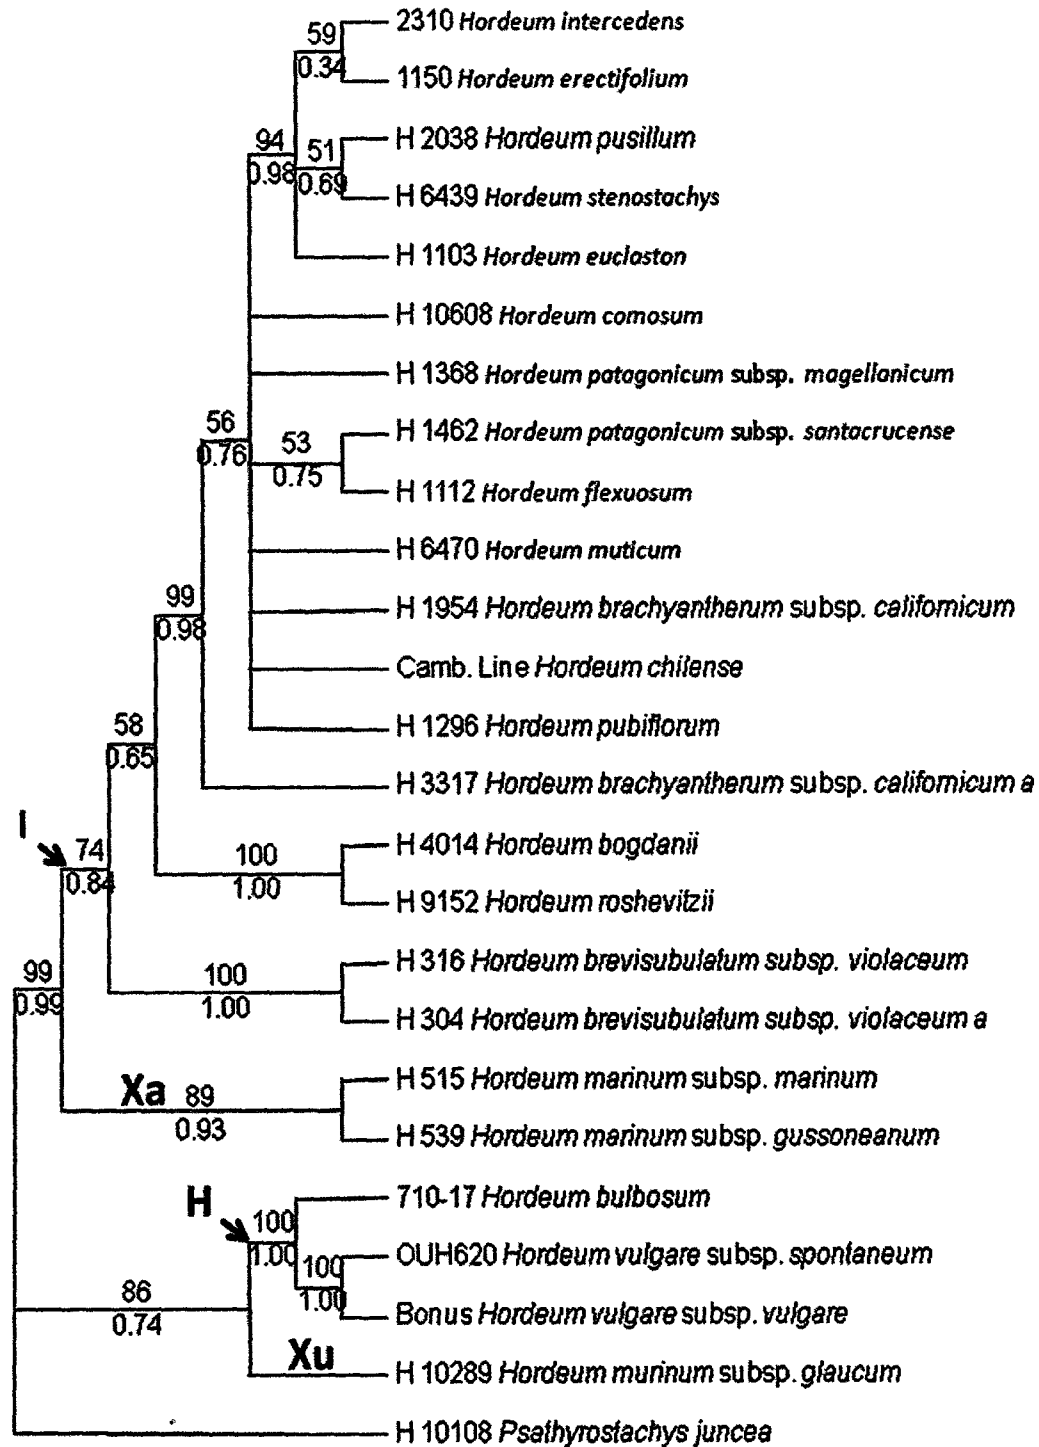 2310 Hordeum intercedens
59
0.34
1150 Hordeum erectifolium
H 2038 Hordeum pusillum
94
51
0.98
0.69
H 6439 Hordeum stenostachys
H 1103 Hordeum euclaston
H 10608 Hordeum comosum
H 1368 Hordeum patagonicum subsp. magellanicum
56
H 1462 Hordeum patagonicum subsp. santacrucense
53
0.76
0.75
H 1112 Hordeum flexuosum
H 6470 Hordeum muticum
99
H 1954 Hordeum brachyantherum subsp. californicum
0.98
Camb. Line Hordeum chilense
58
H 1296 Hordeum pubiflorum
0.65
H 3317 Hordeum brachyantherum subsp. californicum a
I
74
H 4014 Hordeum bogdanii
100
0.84
1.00
H 9152 Hordeum roshevitzii
99
H 316 Hordeum brevisubulatum subsp. violaceum
100
0.99
1.00
H 304 Hordeum brevisubulatum subsp. violaceum a
Xa
89
H 515 Hordeum marinum subsp. marinum
0.93
H 539 Hordeum marinum subsp. gussoneanum
H
710-17 Hordeum bulbosum
100
1.00
OUH620 Hordeum vulgare subsp. spontaneum
100
86
1.00
0.74
Bonus Hordeum vulgare subsp. vulgare
Xu
H 10289 Hordeum murinum subsp. glaucum
H 10108 Psathyrostachys juncea